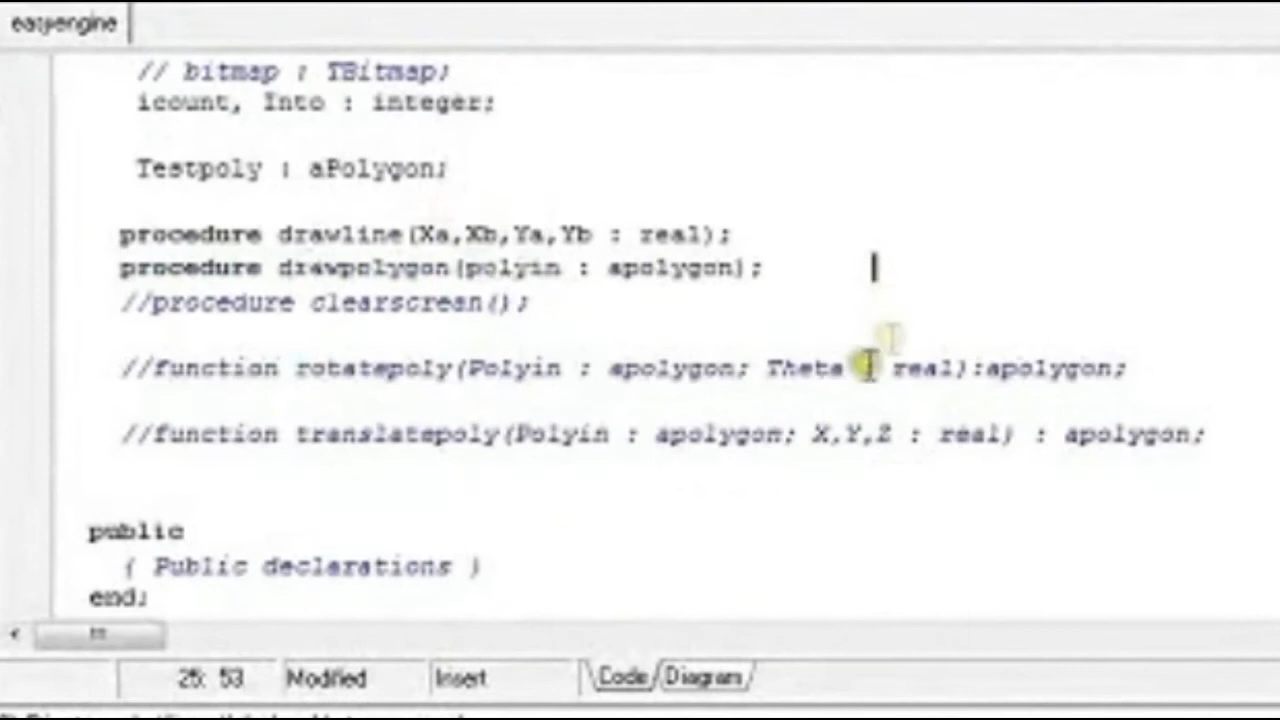 easyengine
// bitmap : TBitmap;
icount, Into : integer;
Testpoly : aPolygon;
procedure drawline(Xa,Xb,Ya,Yb : real);
procedure drawpolygon(polyin : apolygon);
//procedure clearscrean();
//function rotatepoly(Polyin : apolygon; Theta : real):apolygon;
//function translatepoly(Polyin : apolygon; X,Y,Z : real) : apolygon;
public
{ Public declarations }
end;
25: 53 Modified Insert Code Diagram